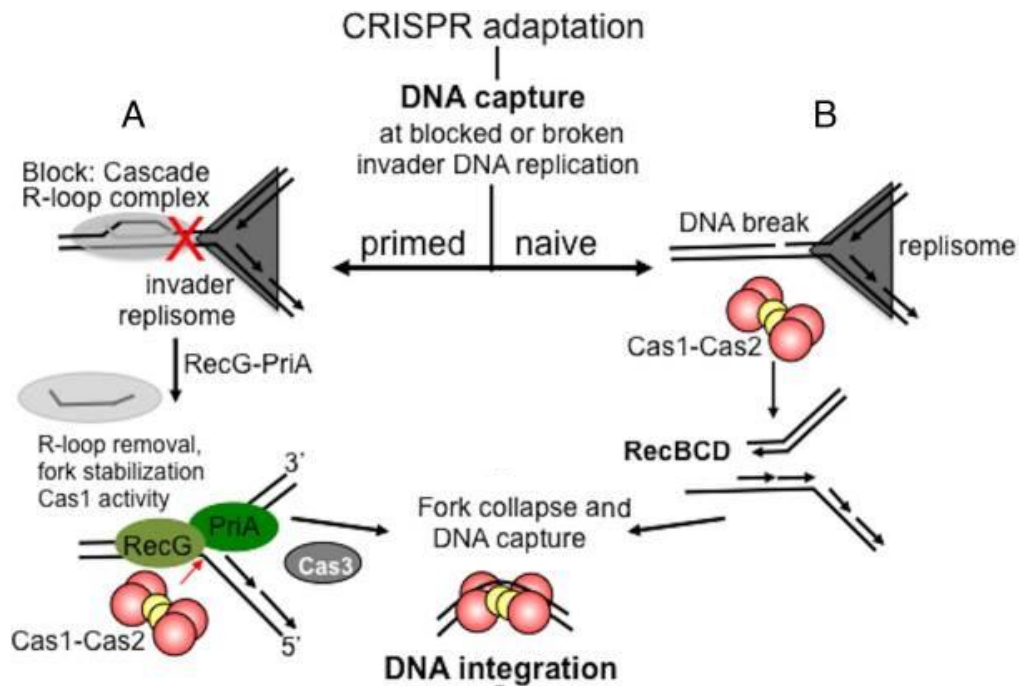 CRISPR adaptation
DNA capture
at blocked or broken
invader DNA replication
primed
naive
A
Block: Cascade
R-loop complex
X
invader
replisome
RecG-PriA
R-loop removal,
fork stabilization
Cas1 activity
3’
PriA
RecG
Cas3
Cas1-Cas2
5’
B
DNA break
replisome
Cas1-Cas2
RecBCD
Fork collapse and
DNA capture
DNA integration